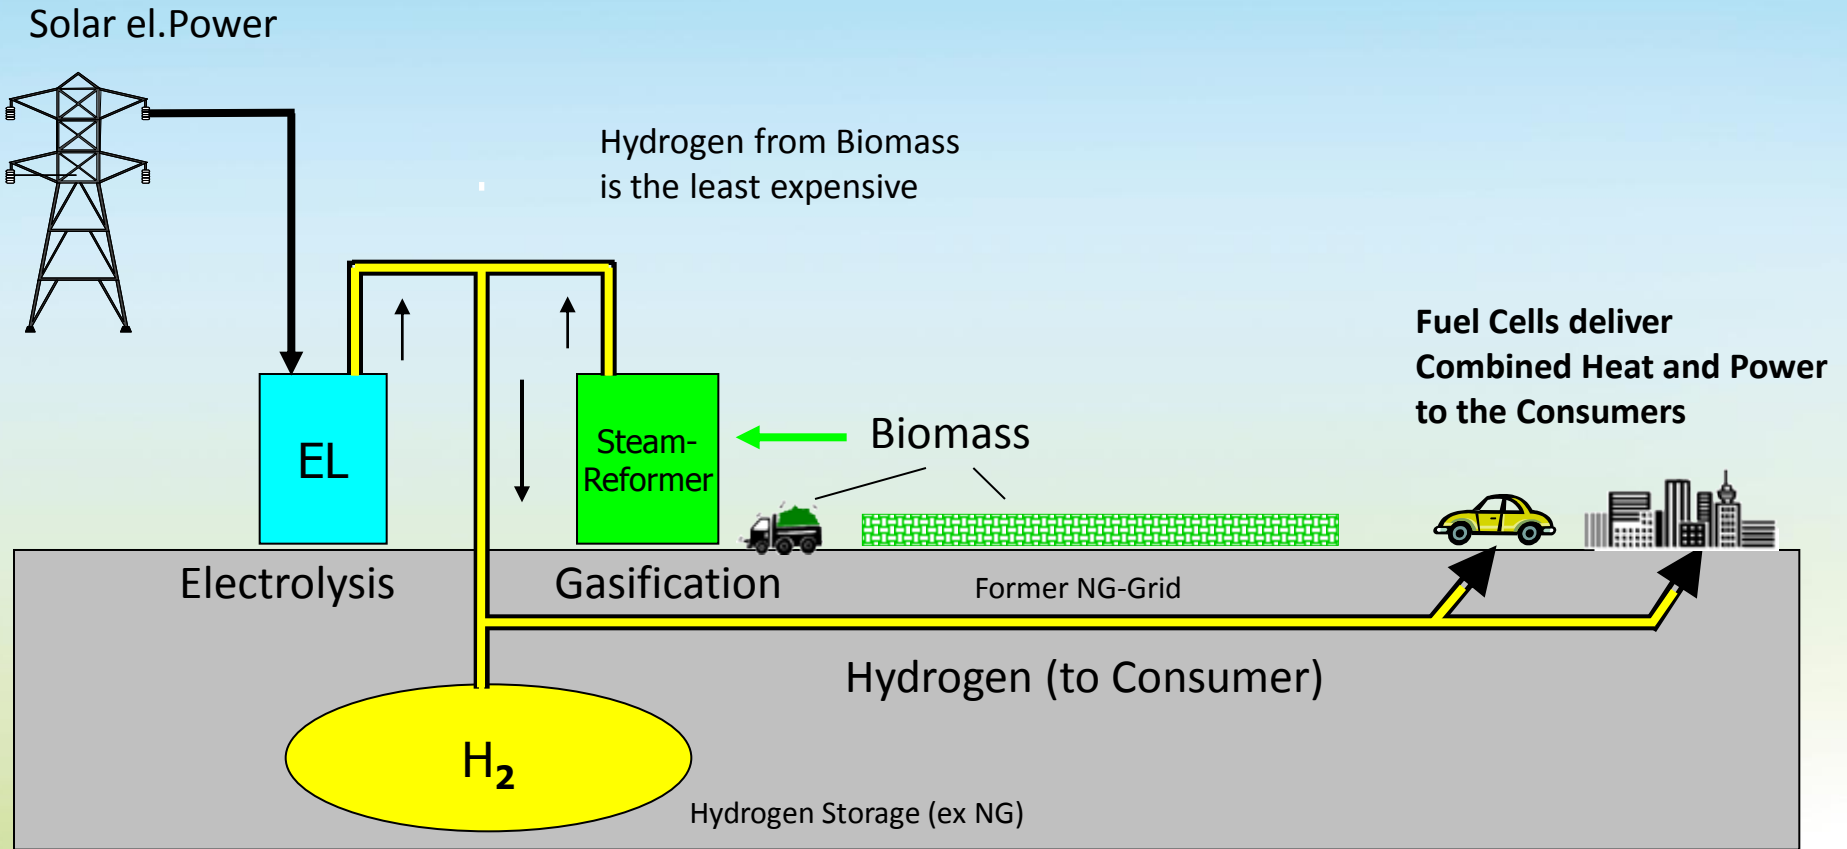 Solar el.Power
Hydrogen from Biomass
is the least expensive
Fuel Cells deliver
Combined Heat and Power
to the Consumers
EL
Steam-
Reformer
Biomass
Electrolysis
Gasification
Former NG-Grid
Hydrogen (to Consumer)
H₂
Hydrogen Storage (ex NG)